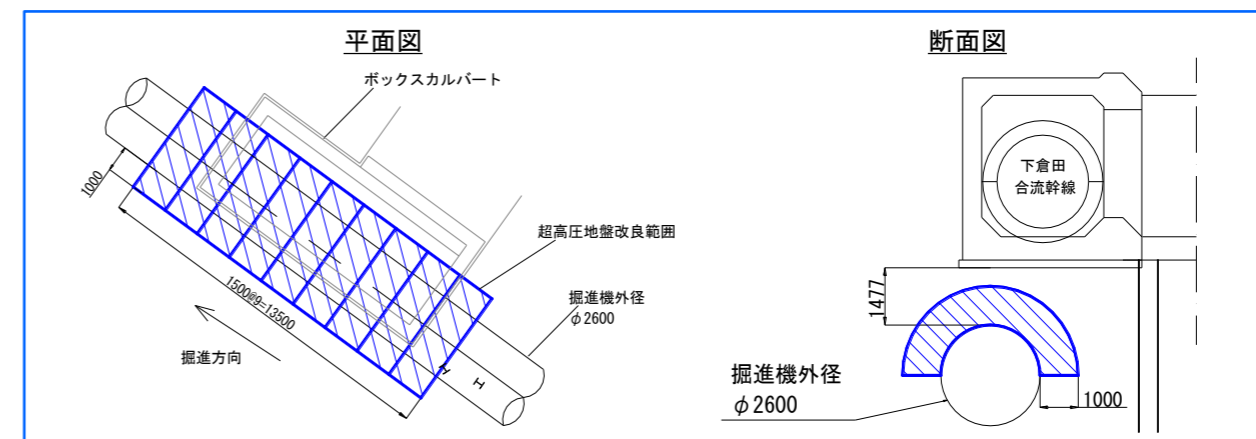 平面図
ボックスカルバート
1000
超高圧地盤改良範囲
1500@9=13500
掘進機外径
φ2600
掘進方向
H
断面図
下倉田
合流幹線
1477
掘進機外径
φ2600
1000